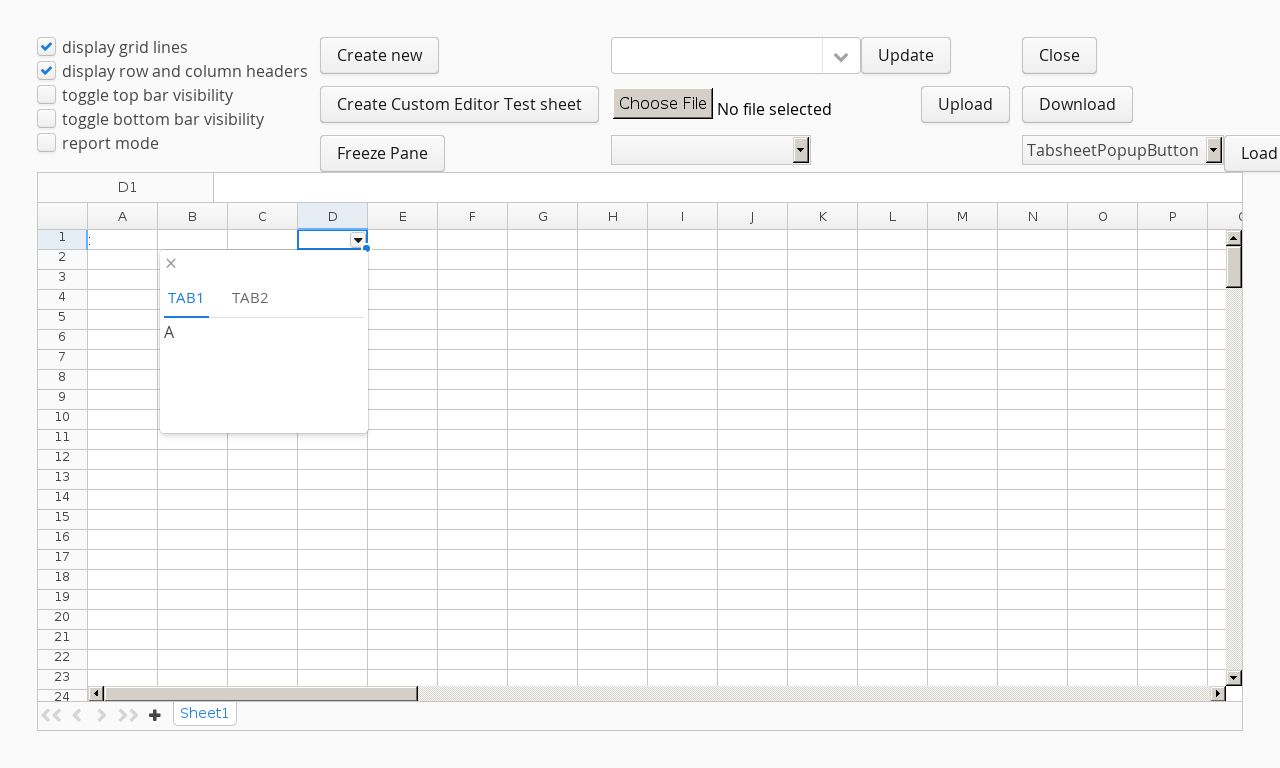 display grid lines
display row and column headers
toggle top bar visibility
toggle bottom bar visibility
report mode
Create new
Update
Close
Create Custom Editor Test sheet
Choose File No file selected
Upload
Download
Freeze Pane
TabsheetPopupButton
Load
D1
A B C D E F G H I J K L M N O P
1 :
2
3
4
5
6
7
8
9
10
11
12
13
14
15
16
17
18
19
20
21
22
23
24
×
TAB1 TAB2
A
Sheet1